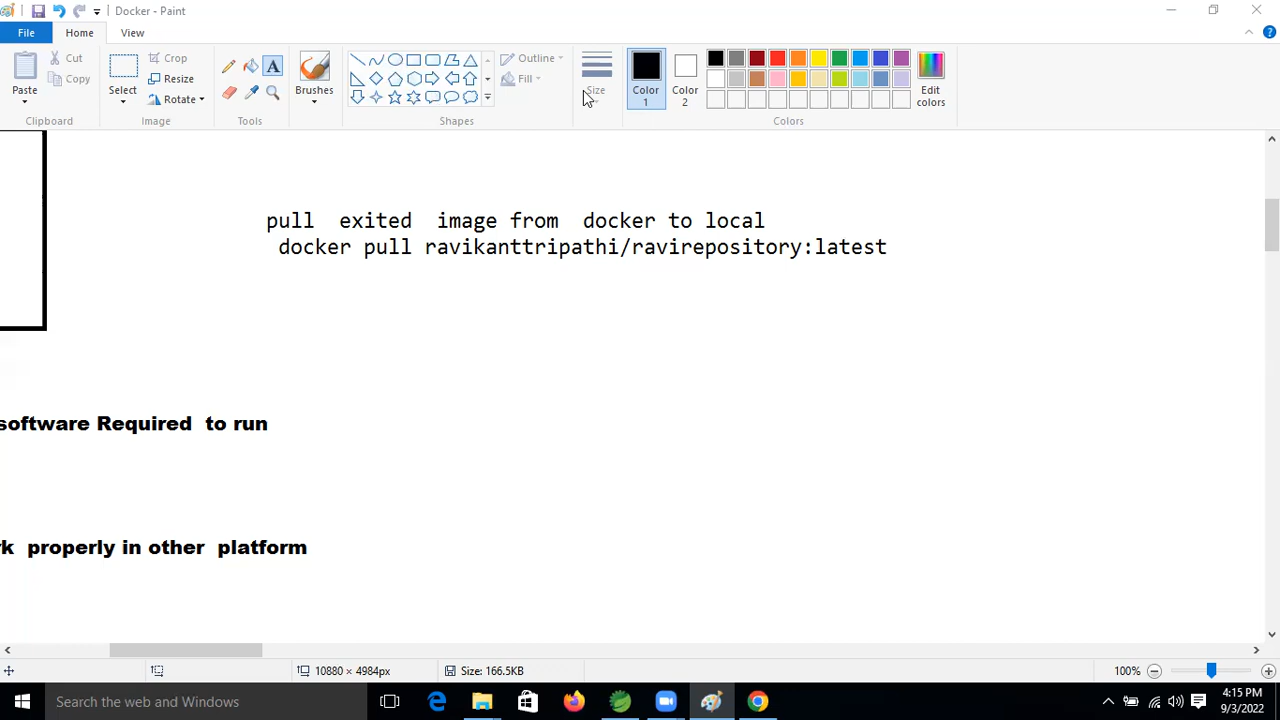 Docker - Paint
File
Home
View
Paste
Cut
Copy
Clipboard
Select
Crop
Resize
Rotate
Image
A
Tools
Brushes
Outline
Fill
Shapes
Size
Color 1
Color 2
Edit colors
Colors
pull exited image from docker to local
docker pull ravikanttripathi/ravirepository:latest
software Required to run
properly in other platform
10880 × 4984px
Size: 166.5KB
100%
Search the web and Windows
4:15 PM
9/3/2022